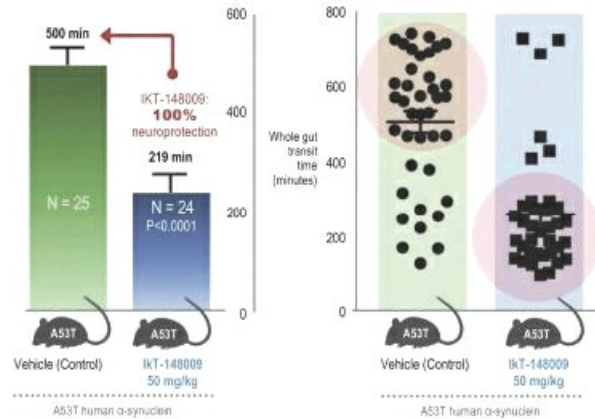 500 min
IKT-148009:
100%
neuroprotection
219 min
N = 25
N = 24
P<0.0001
600
400
200
0
A53T
A53T
Vehicle (Control)
IkT-148009
50 mg/kg
A53T human α-synuclein
Whole gut
transit
time
(minutes)
800
600
400
200
0
A53T
A53T
Vehicle (Control)
IkT-148009
50 mg/kg
A53T human α-synuclein